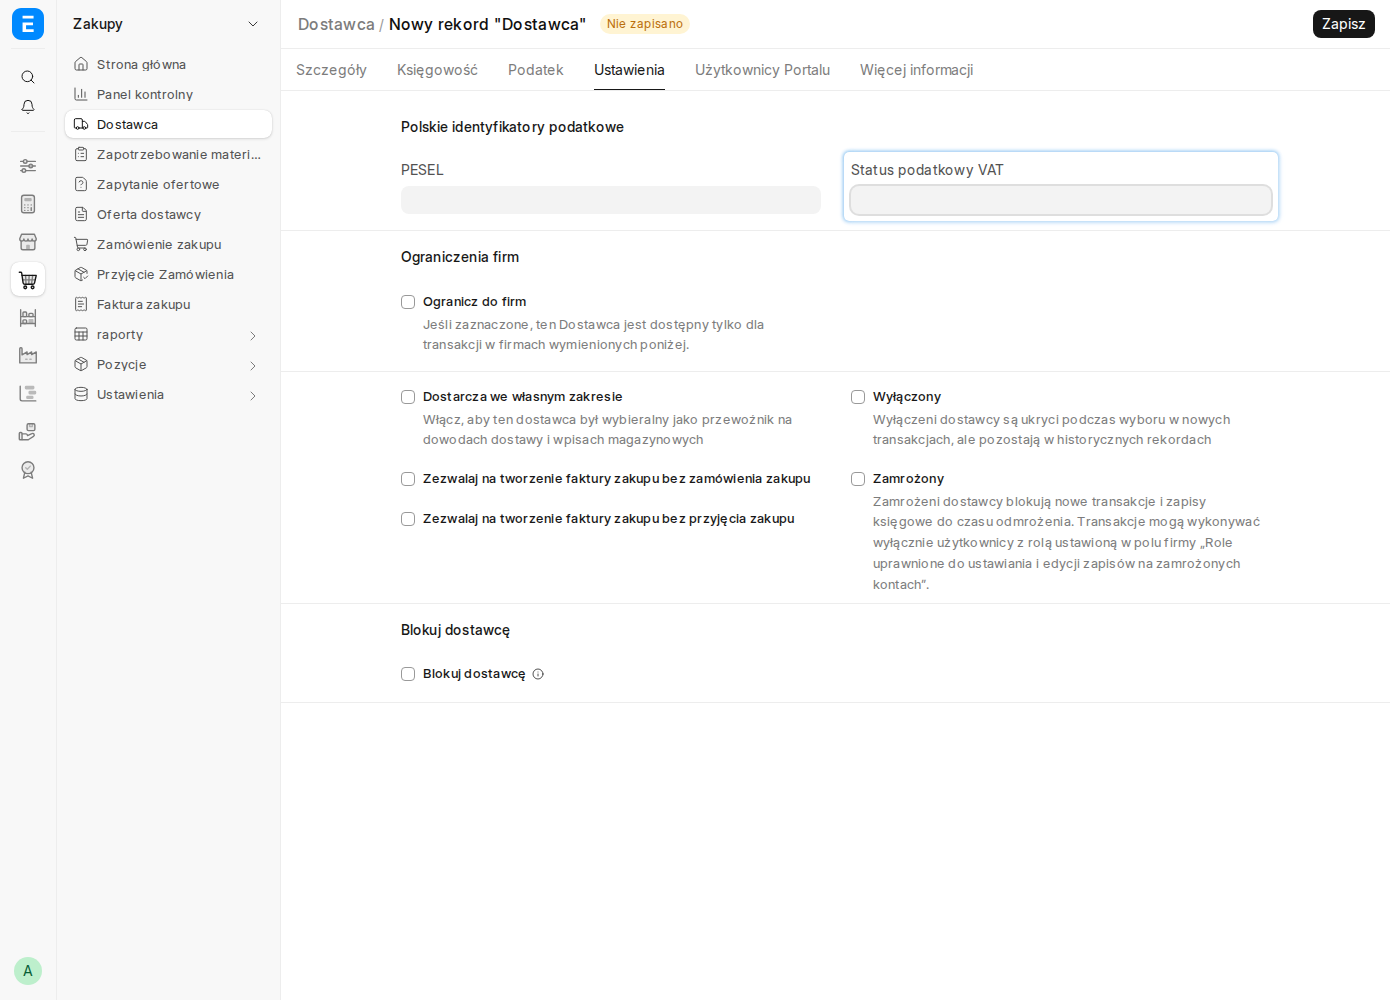 Zakupy
Strona główna
Panel kontrolny
Dostawca
Zapotrzebowanie materi...
Zapytanie ofertowe
Oferta dostawcy
Zamówienie zakupu
Przyjęcie Zamówienia
Faktura zakupu
raporty
Pozycje
Ustawienia
A
Dostawca / Nowy rekord "Dostawca" Nie zapisano
Zapisz
Szczegóły Księgowość Podatek Ustawienia Użytkownicy Portalu Więcej informacji
Polskie identyfikatory podatkowe
PESEL
Status podatkowy VAT
Ograniczenia firm
Ogranicz do firm
Jeśli zaznaczone, ten Dostawca jest dostępny tylko dla
transakcji w firmach wymienionych poniżej.
Dostarcza we własnym zakresie
Włącz, aby ten dostawca był wybieralny jako przewoźnik na
dowodach dostawy i wpisach magazynowych
Zezwalaj na tworzenie faktury zakupu bez zamówienia zakupu
Zezwalaj na tworzenie faktury zakupu bez przyjęcia zakupu
Wyłączony
Wyłączeni dostawcy są ukryci podczas wyboru w nowych
transakcjach, ale pozostają w historycznych rekordach
Zamrożony
Zamrożeni dostawcy blokują nowe transakcje i zapisy
księgowe do czasu odmrożenia. Transakcje mogą wykonywać
wyłącznie użytkownicy z rolą ustawioną w polu firmy „Role
uprawnione do ustawiania i edycji zapisów na zamrożonych
kontach”.
Blokuj dostawcę
Blokuj dostawcę